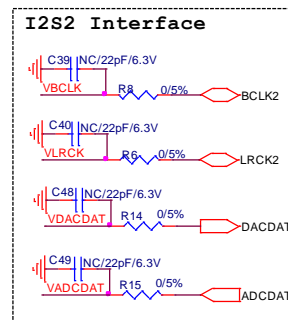 I2S2 Interface
C39 NC/22pF/6.3V
VBCLK R8 0/5% BCLK2
C40 NC/22pF/6.3V
VLRCK R6 0/5% LRCK2
C48 NC/22pF/6.3V
VDACDAT R14 0/5% DACDAT
C49 NC/22pF/6.3V
VADCDAT R15 0/5% ADCDAT